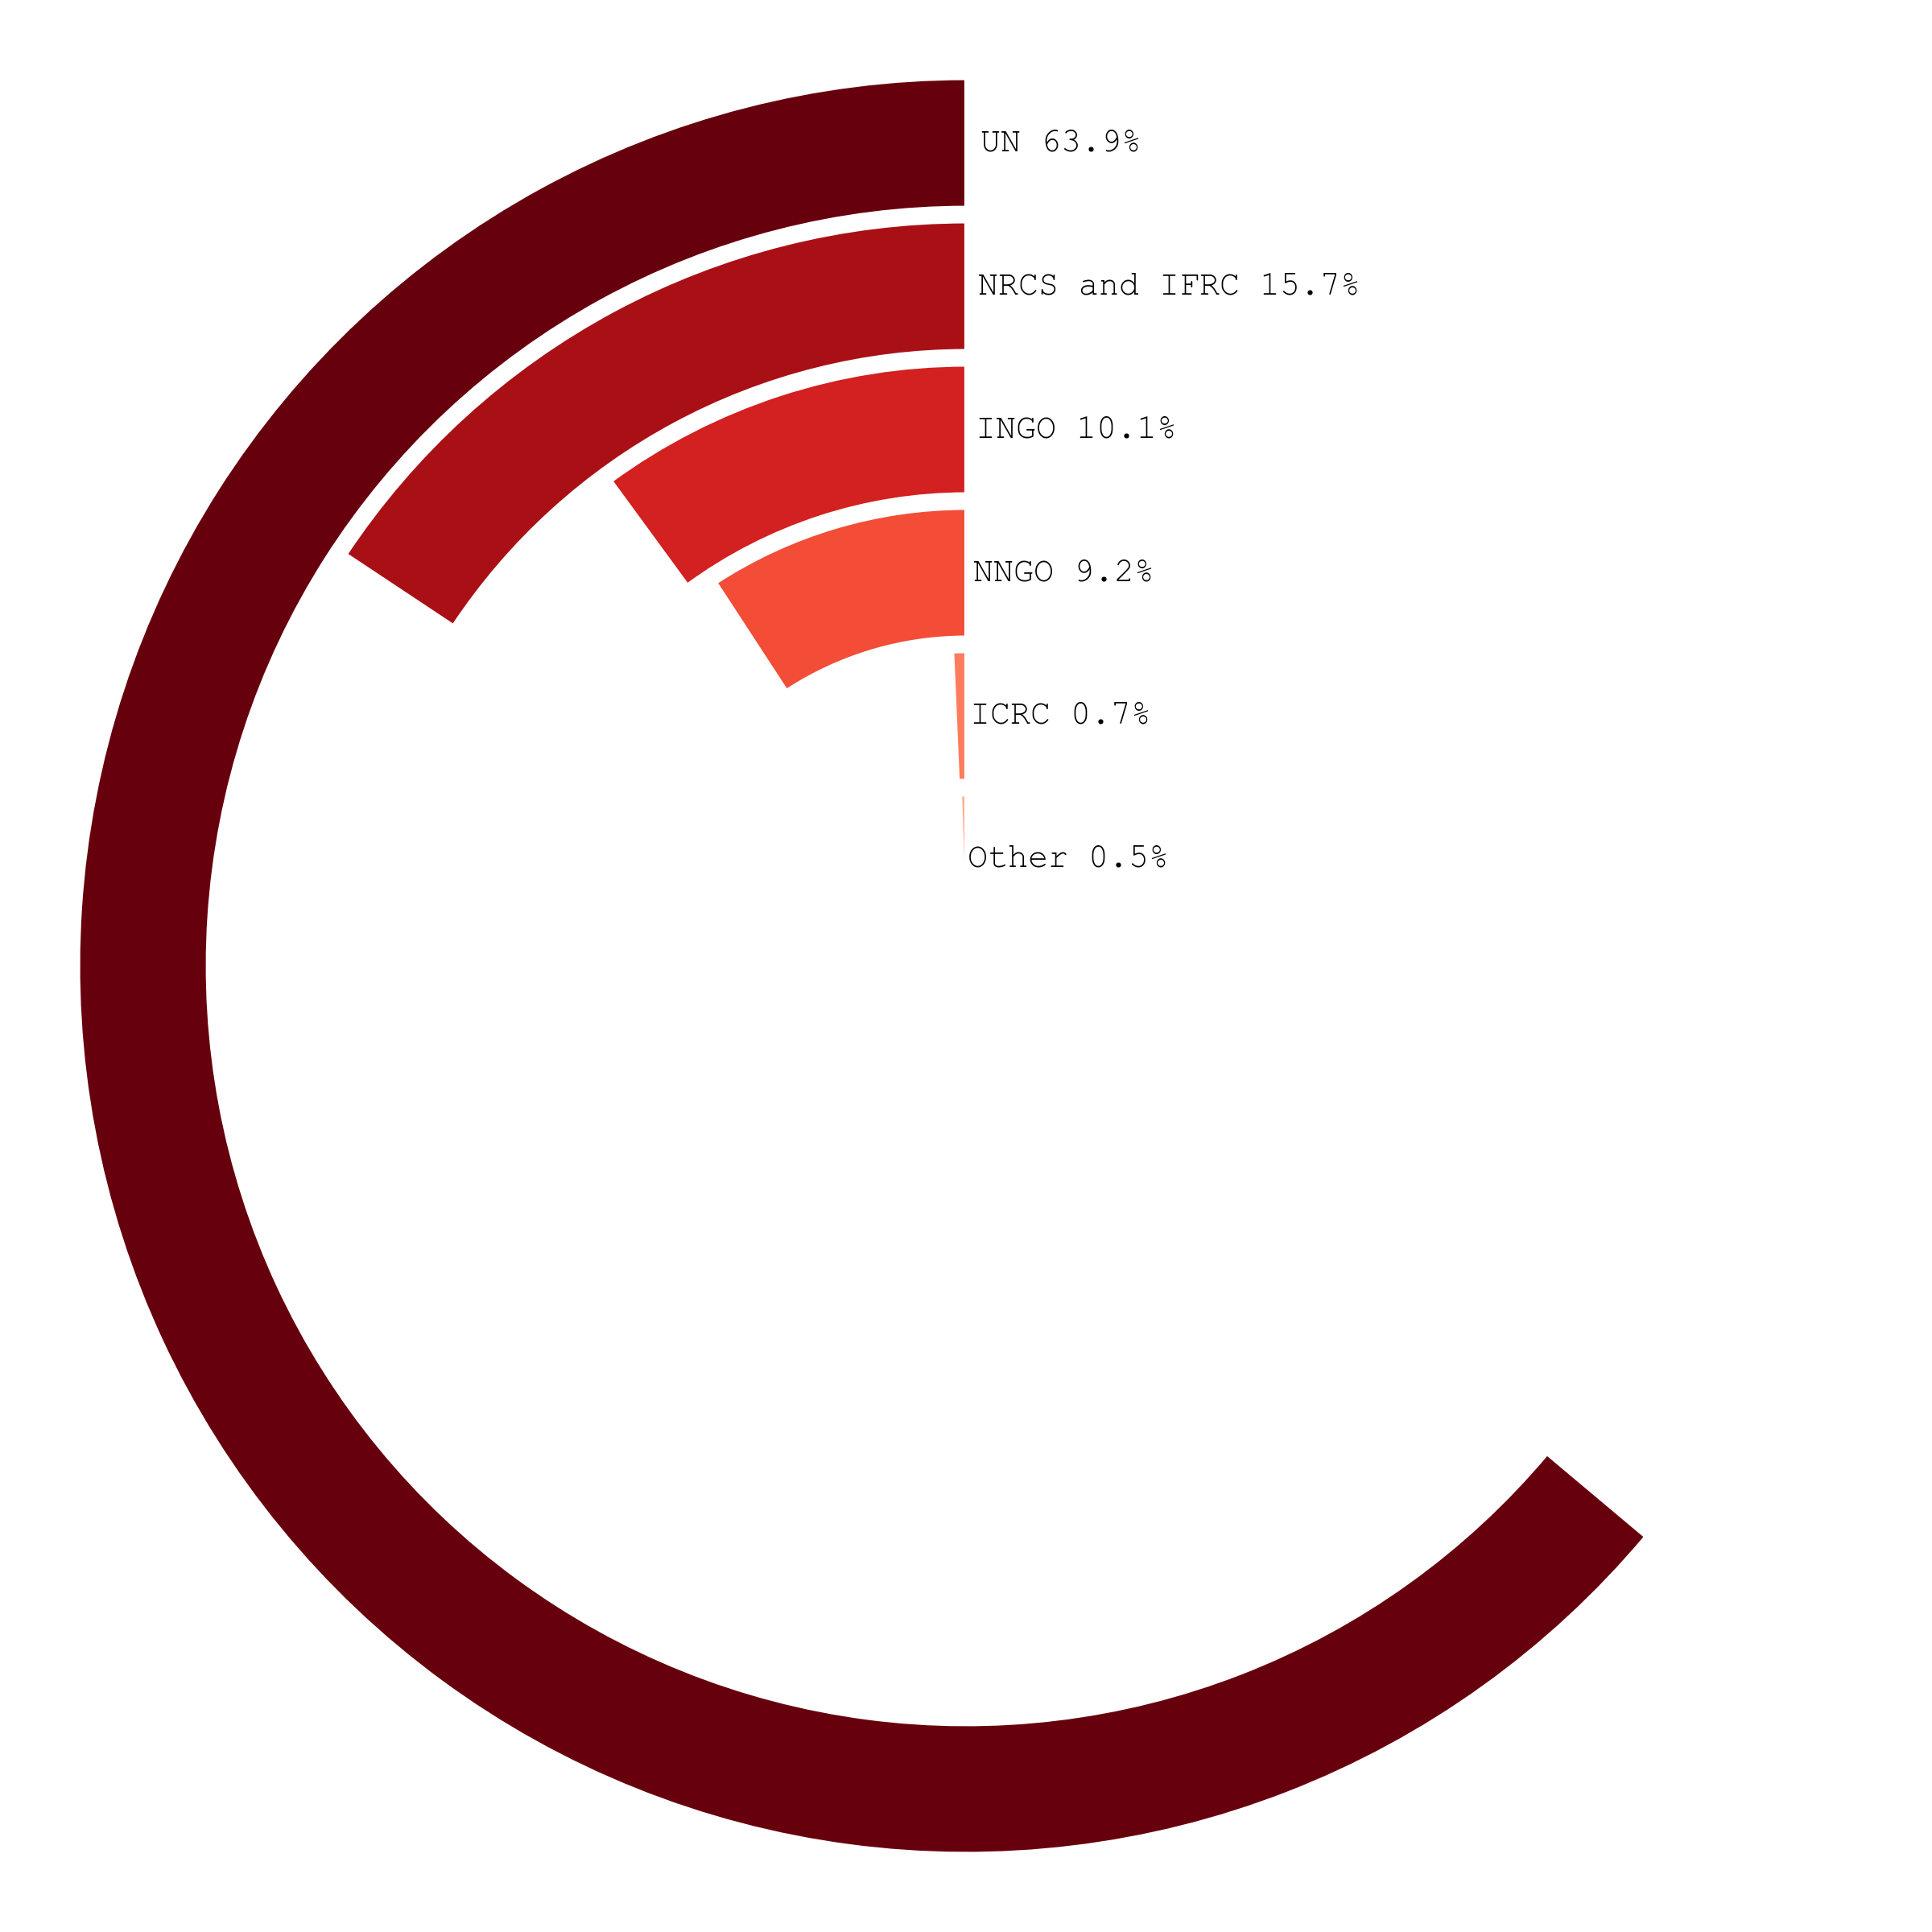 UN 63.9%
NRCS and IFRC 15.7%
INGO 10.1%
NNGO 9.2%
ICRC 0.7%
Other 0.5%